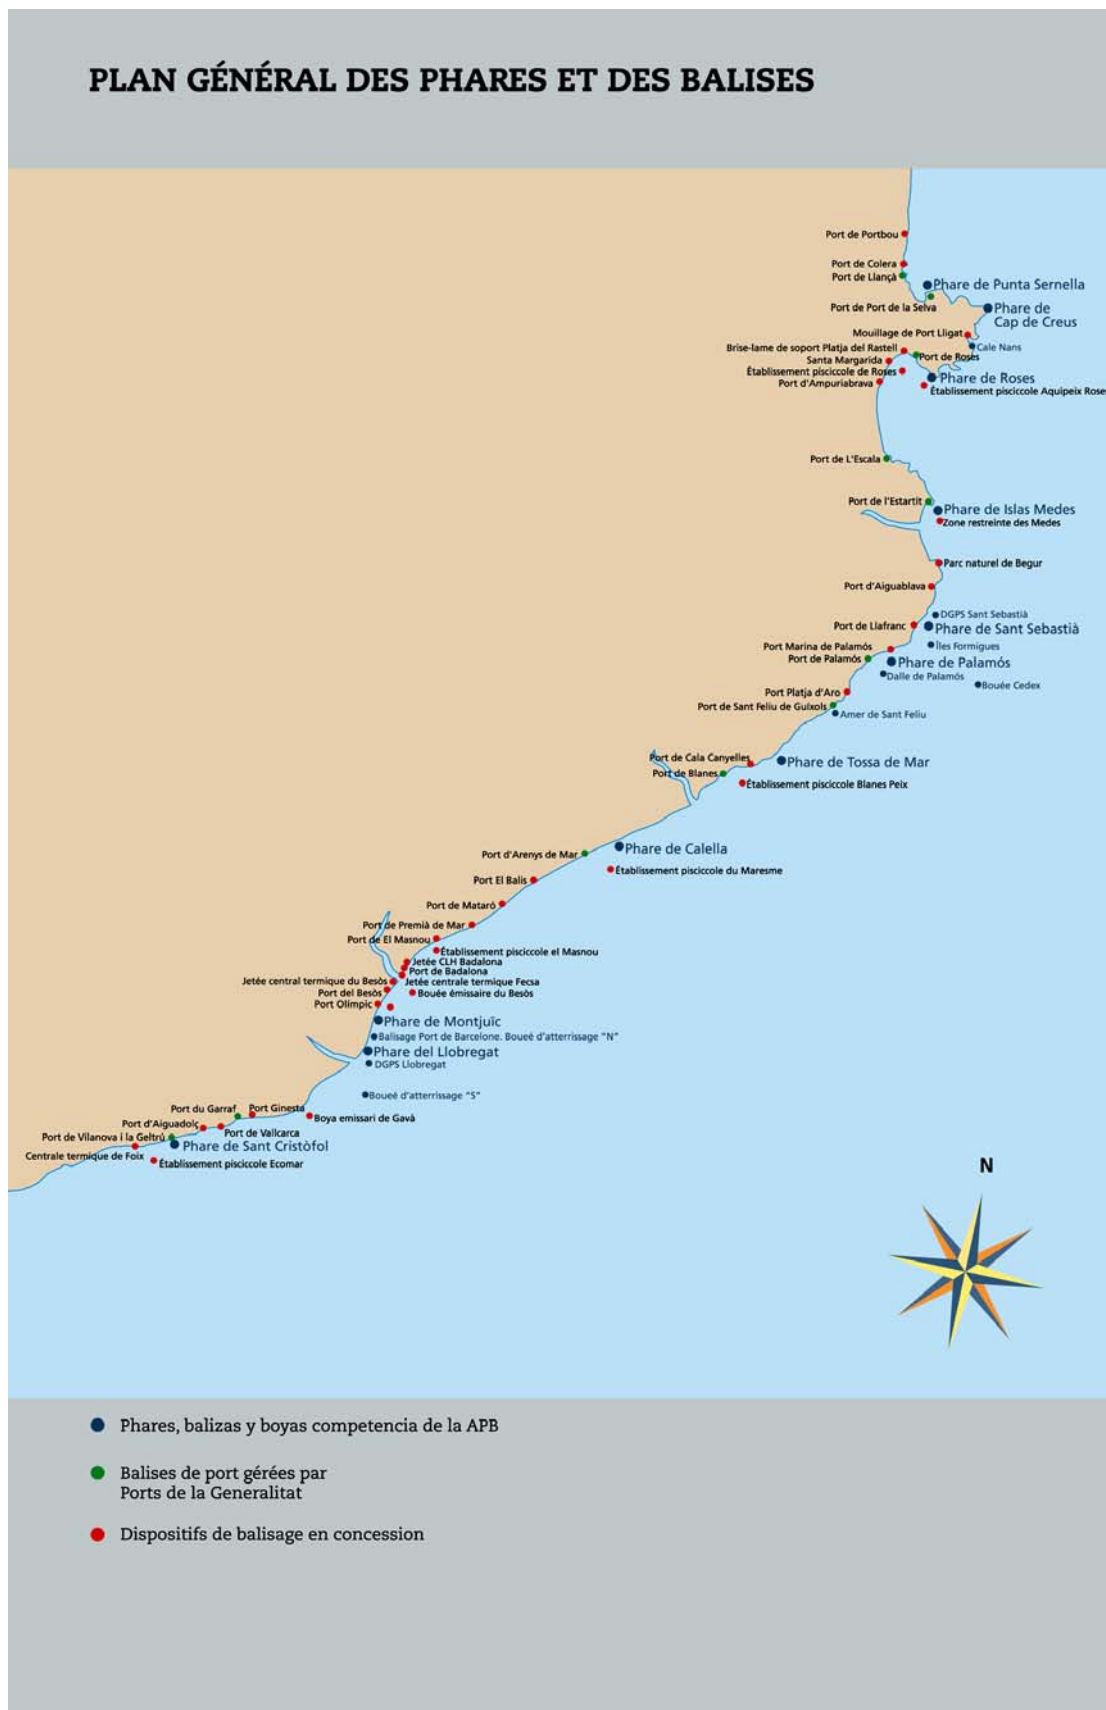 PLAN GÉNÉRAL DES PHARES ET DES BALISES
Port de Portbou
Port de Colera
Port de Llançà
Phare de Punta Sernella
Port de Port de la Selva
Phare de
Cap de Creus
Mouillage de Port Lligat
Cale Nans
Brise-lame de soport Platja del Rastell
Port de Roses
Santa Margarida
Établissement pisciccole de Roses
Phare de Roses
Port d'Ampuriabrava
Établissement pisciccole Aquipeix Rose
Port de L'Escala
Port de l'Estartit
Phare de Islas Medes
Zone restreinte des Medes
Parc naturel de Begur
Port d'Aiguablava
DGPS Sant Sebastià
Port de Llafranc
Phare de Sant Sebastià
Port Marina de Palamós
Îles Formigues
Port de Palamós
Phare de Palamós
Dalle de Palamós
Bouée Cedex
Port Platja d'Aro
Port de Sant Feliu de Guíxols
Amer de Sant Feliu
Port de Cala Canyelles
Phare de Tossa de Mar
Port de Blanes
Établissement pisciccole Blanes Peix
Phare de Calella
Port d'Arenys de Mar
Établissement pisciccole du Maresme
Port El Balis
Port de Mataró
Port de Premià de Mar
Port de El Masnou
Établissement pisciccole el Masnou
Jetée CLH Badalona
Port de Badalona
Jetée central termique du Besòs
Jetée centrale termique Fecsa
Port del Besòs
Bouée émissaire du Besòs
Port Olímpic
Phare de Montjuïc
Balisage Port de Barcelone. Boueé d'atterrissage "N"
Phare del Llobregat
DGPS Llobregat
Boueé d'atterrissage "S"
Port du Garraf
Port Ginesta
Boya emissari de Gavà
Port d'Aiguadolç
Port de Vallcarca
Port de Vilanova i la Geltrú
Phare de Sant Cristòfol
Centrale termique de Foix
Établissement pisciccole Ecomar
N
Phares, balizas y boyas competencia de la APB
Balises de port gérées par
Ports de la Generalitat
Dispositifs de balisage en concession